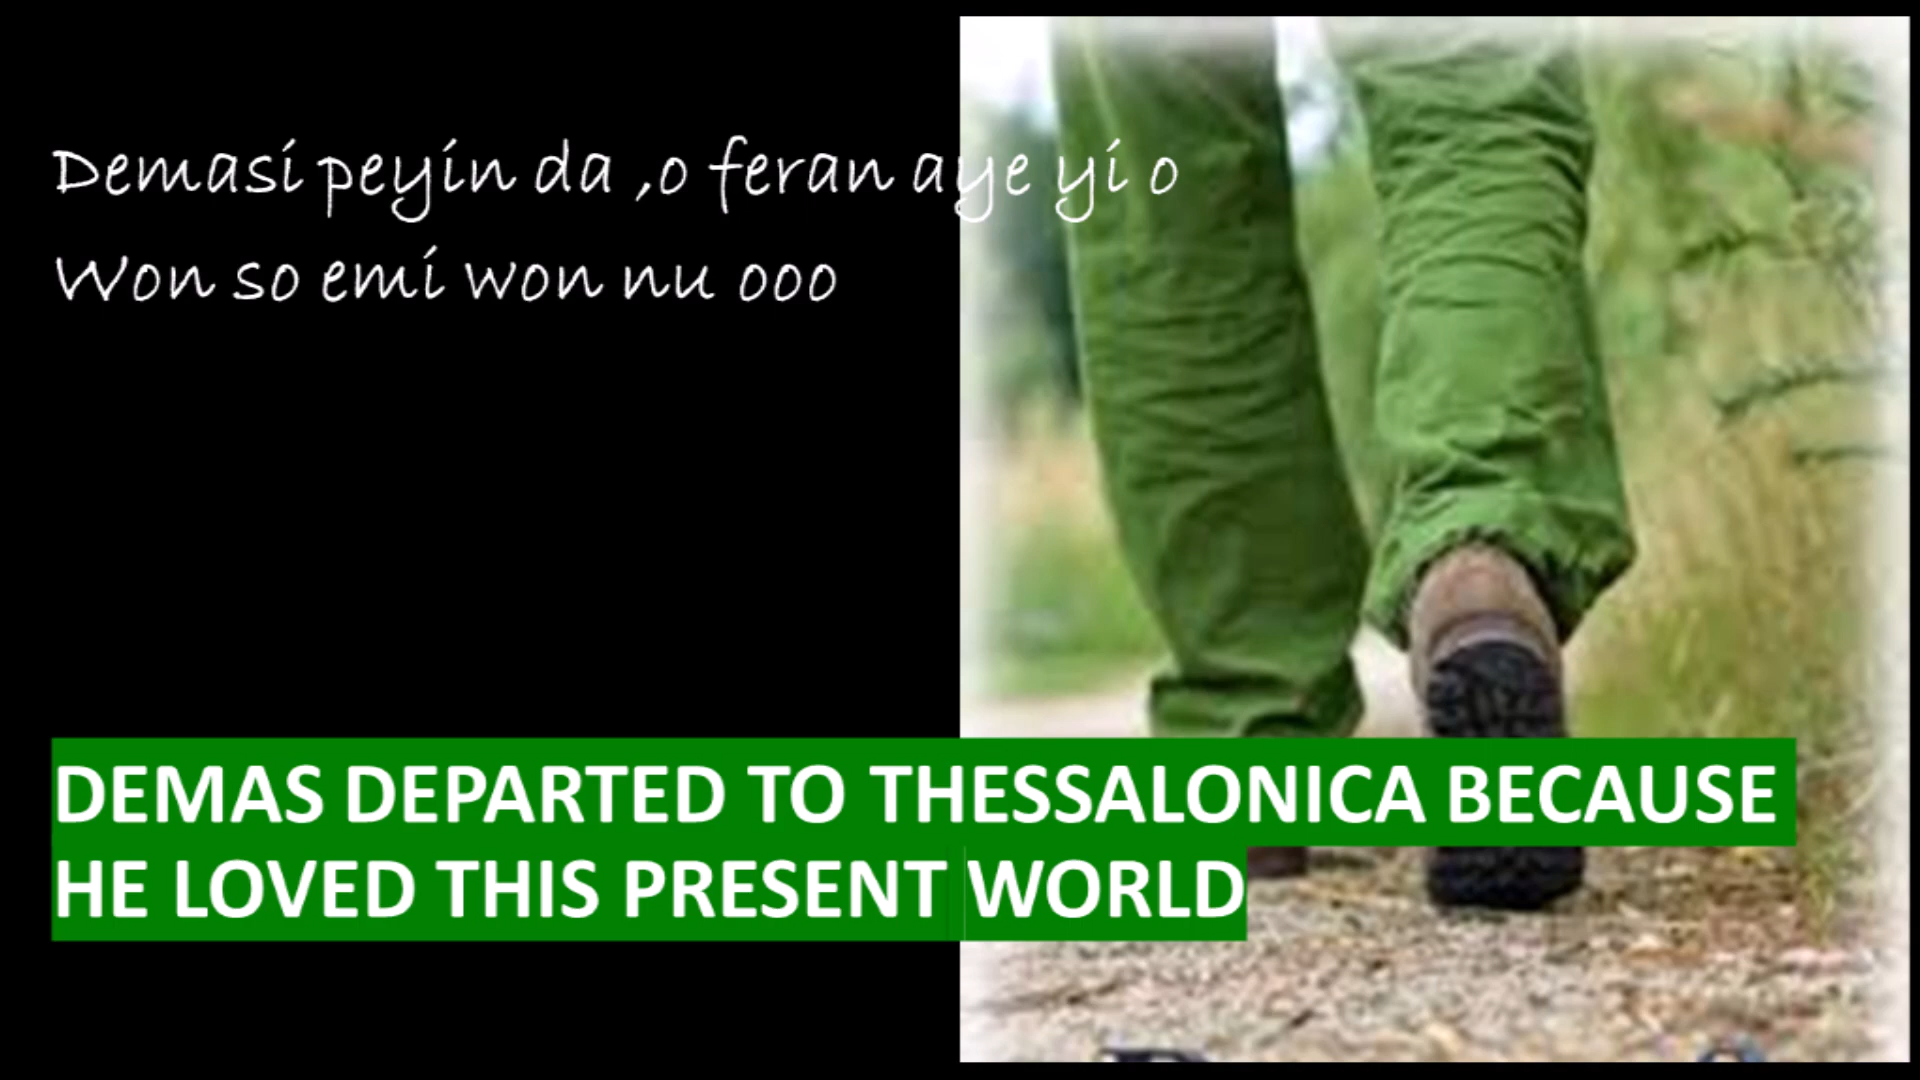 Demasi peyin da ,o feran aye yi o
Won so emi won nu ooo
DEMAS DEPARTED TO THESSALONICA BECAUSE
HE LOVED THIS PRESENT WORLD